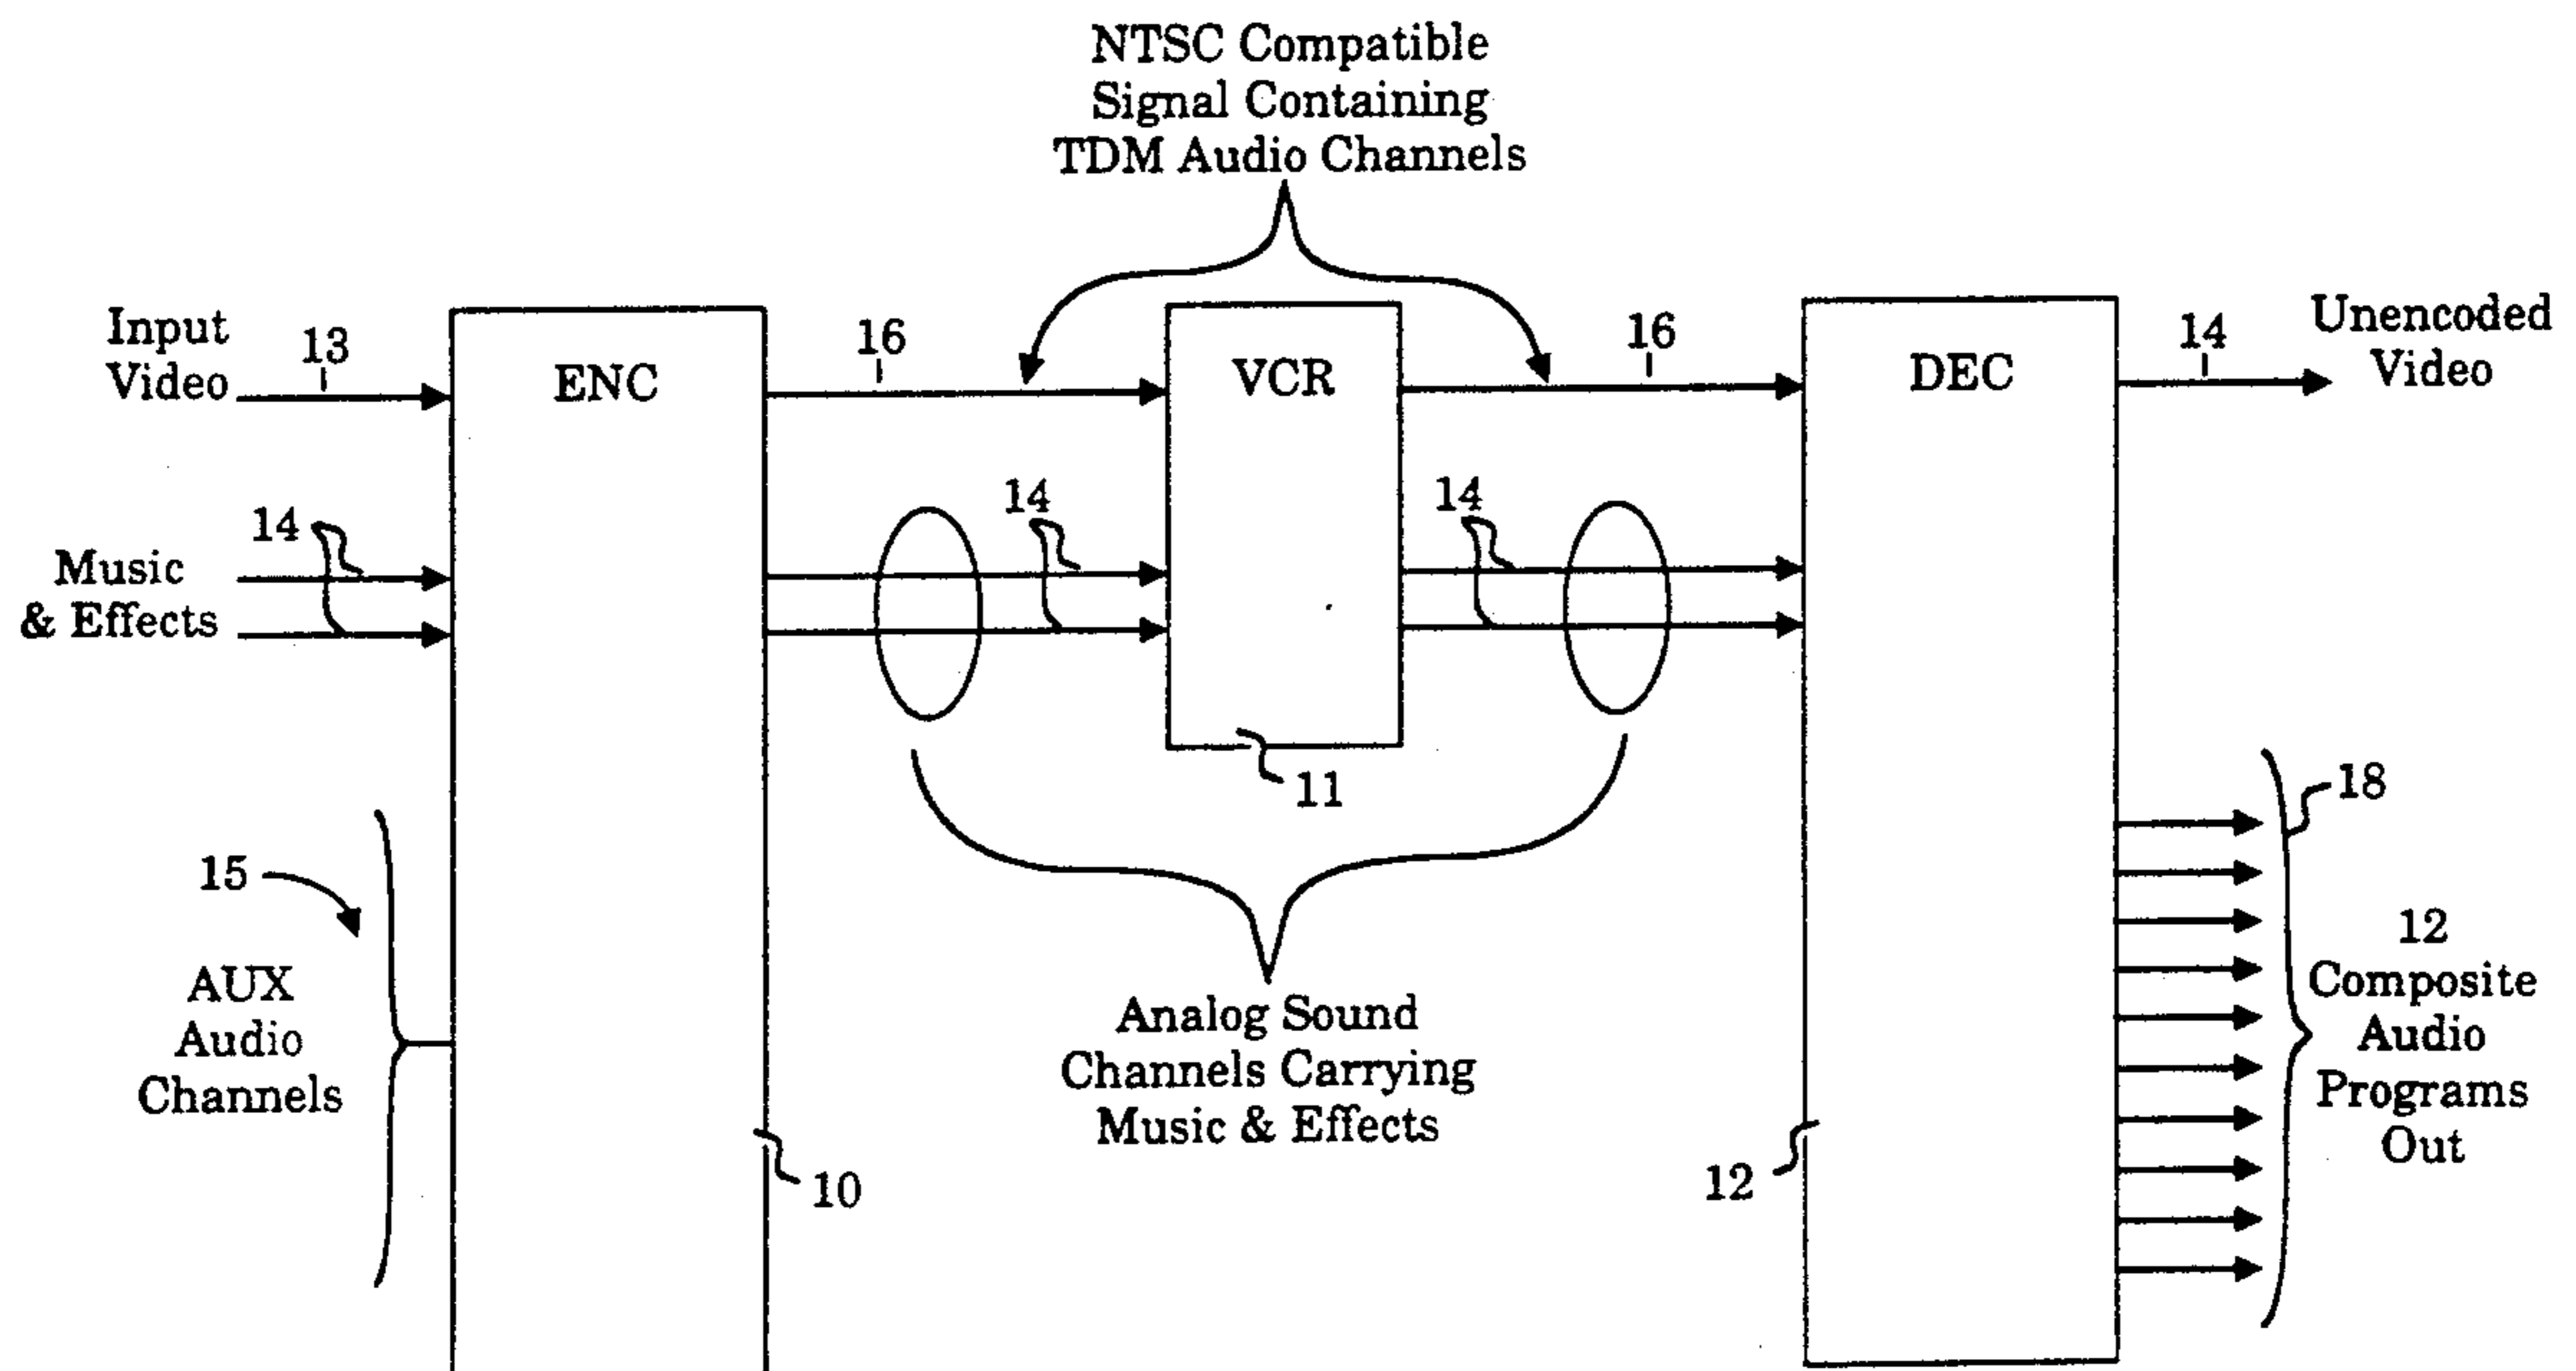 NTSC Compatible
Signal Containing
TDM Audio Channels
Input
Video
13
ENC
16
VCR
16
DEC
14
Unencoded
Video
14
Music
& Effects
14
14
11
18
15
AUX
Audio
Channels
Analog Sound
Channels Carrying
Music & Effects
12
Composite
Audio
Programs
Out
10
12